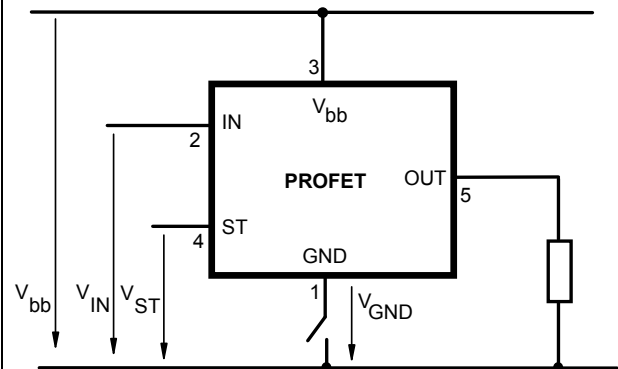 3
V bb
IN
2
PROFET
OUT
5
ST
4
GND
1
V bb
V IN
V ST
V GND